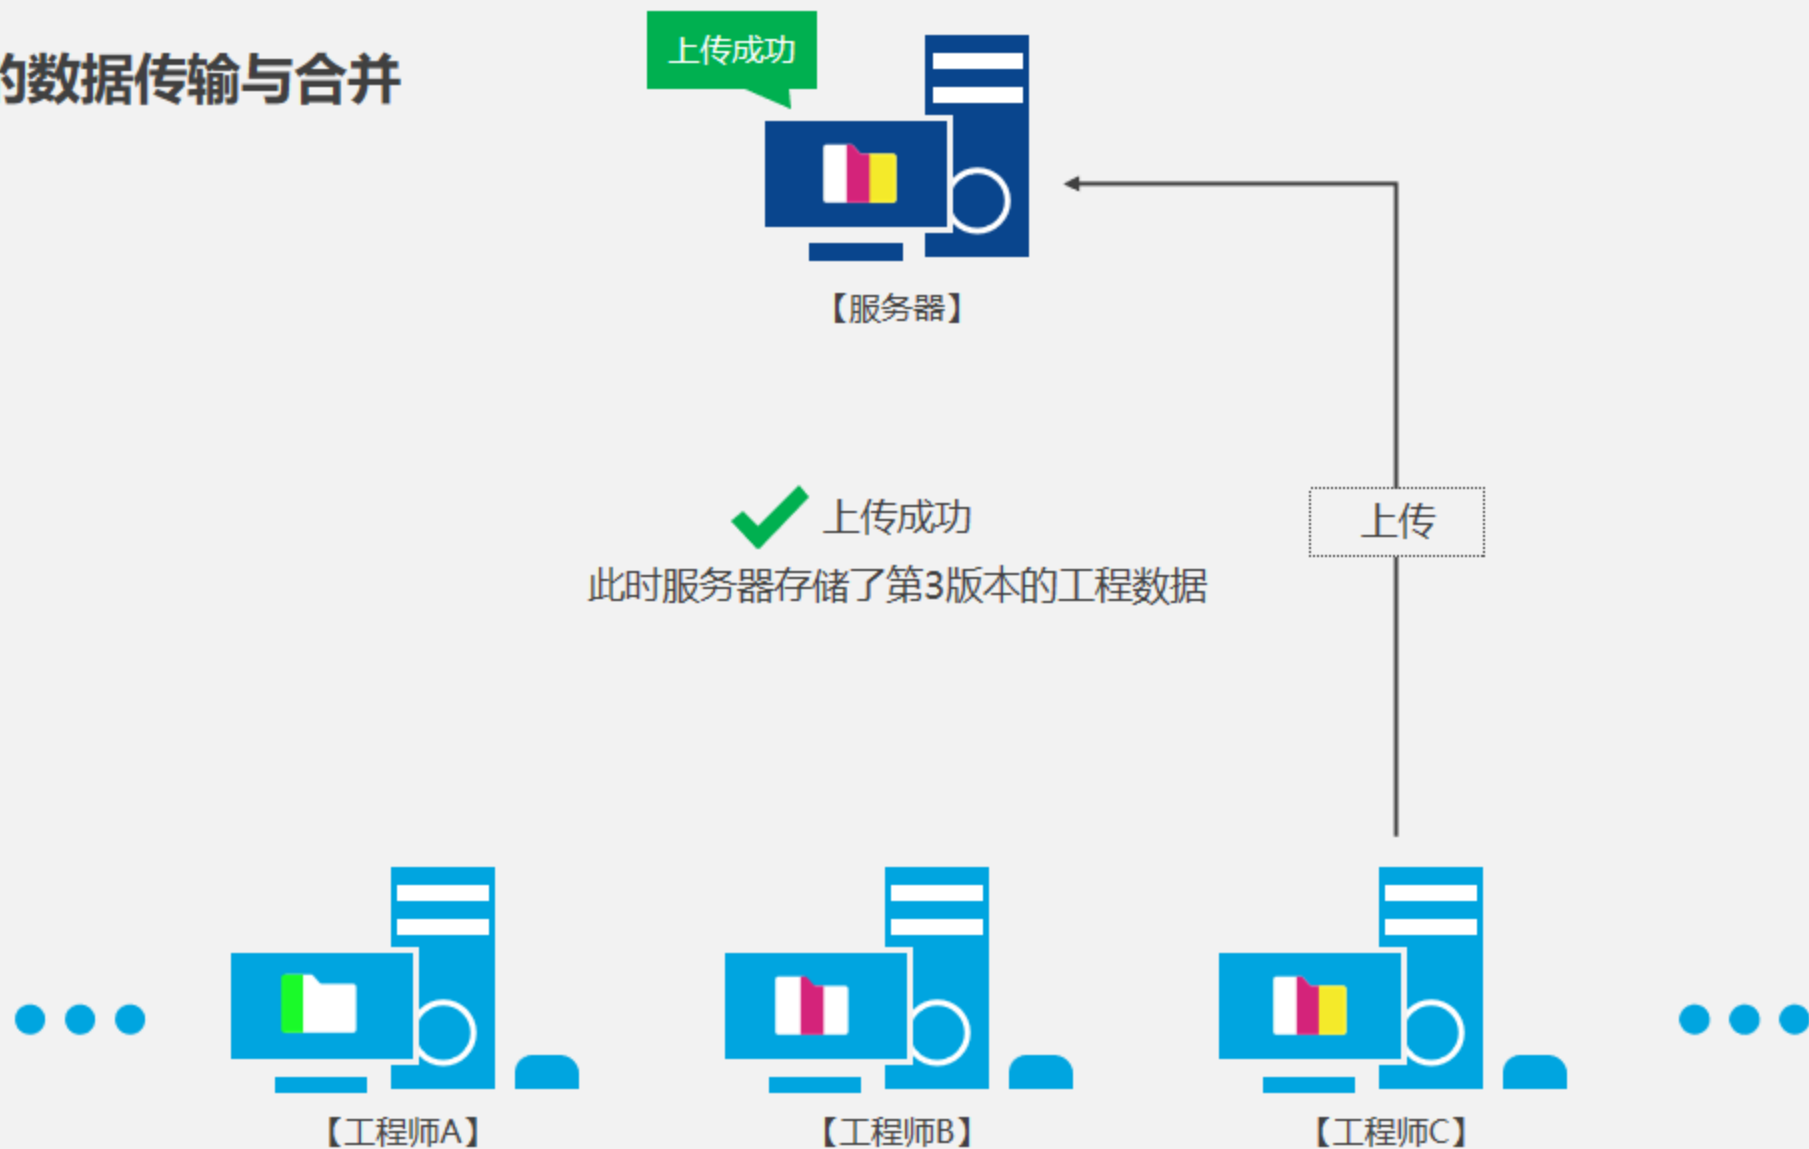 的数据传输与合并
上传成功
【服务器】
上传成功
此时服务器存储了第3版本的工程数据
上传
【工程师A】
【工程师B】
【工程师C】